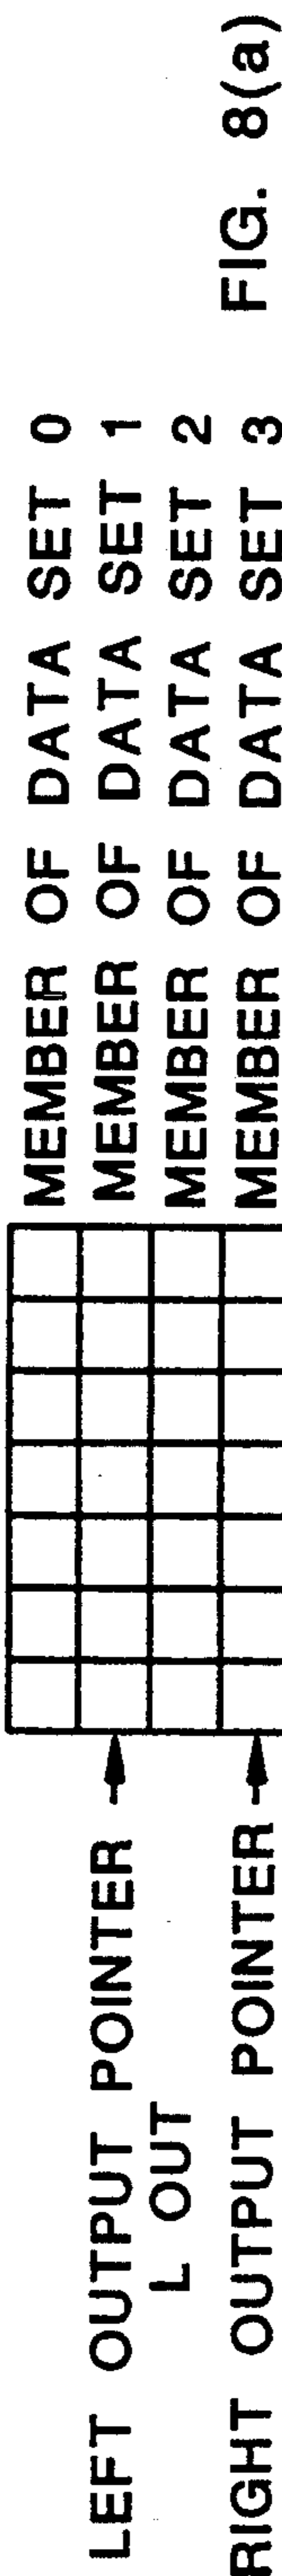 MEMBER OF DATA SET 0
LEFT OUTPUT POINTER MEMBER OF DATA SET 1
L OUT MEMBER OF DATA SET 2
RIGHT OUTPUT POINTER MEMBER OF DATA SET 3
FIG. 8(a)